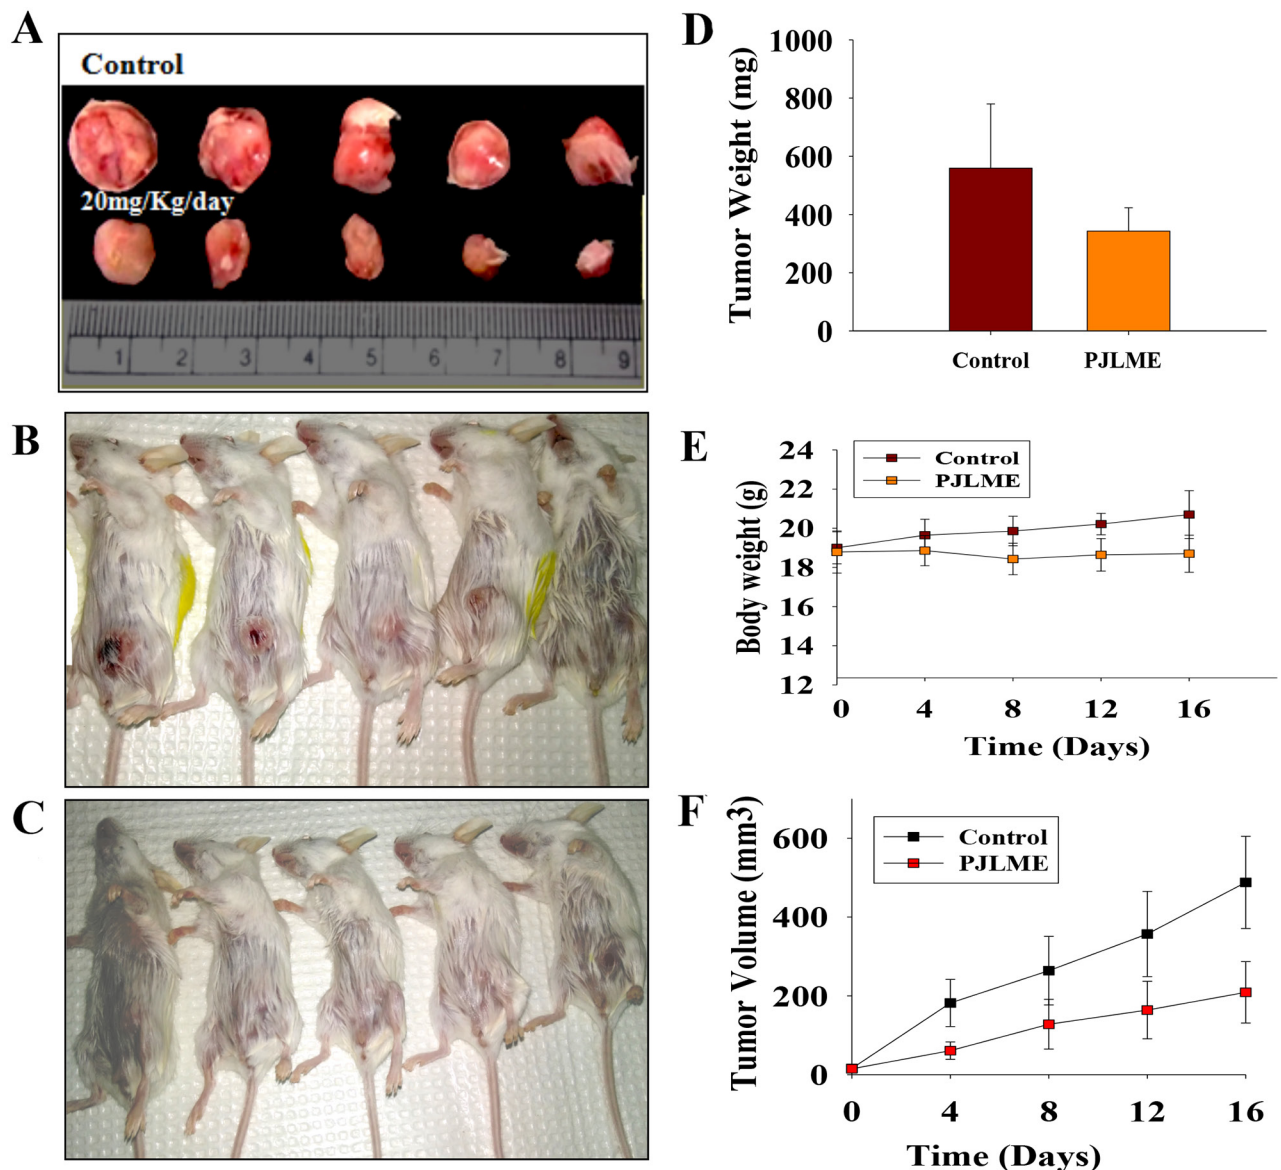 A
Control
20mg/Kg/day
1 2 3 4 5 6 7 8 9
B
C
D
1000
800
600
400
200
0
Tumor Weight (mg)
Control PJLME
E
24
22
20
18
16
14
12
Body weight (g)
Control
PJLME
0 4 8 12 16
Time (Days)
F
600
400
200
0
Tumor Volume (mm3)
Control
PJLME
0 4 8 12 16
Time (Days)